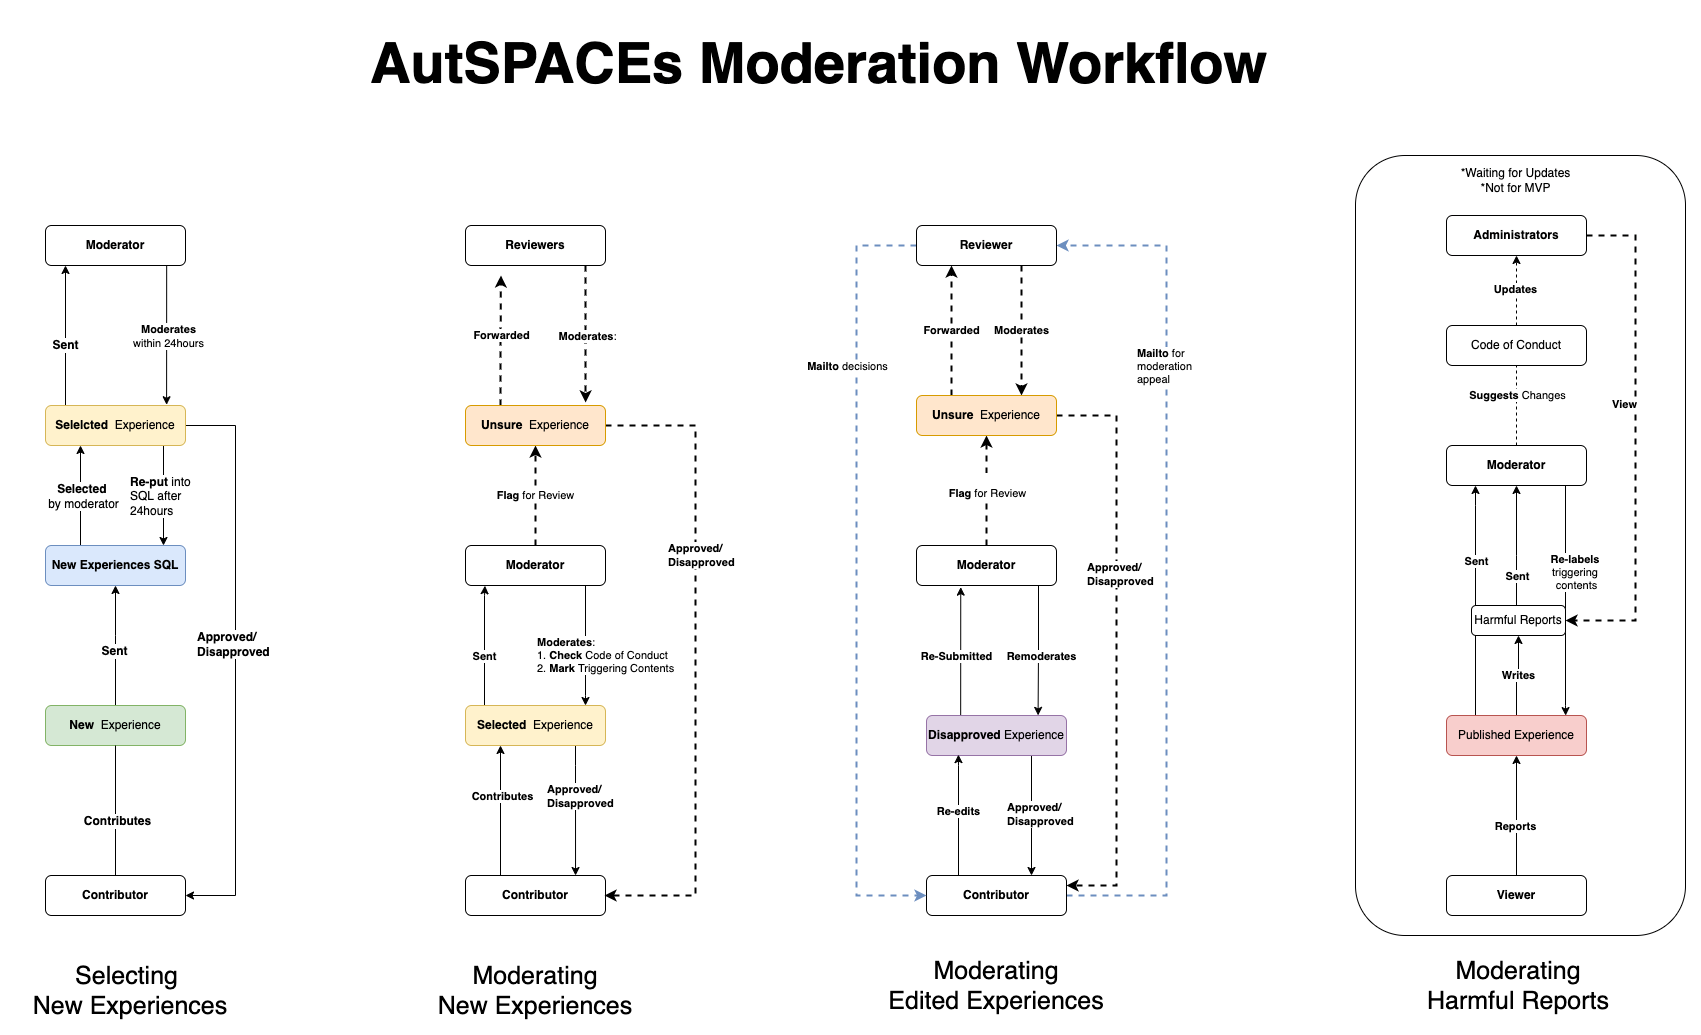 AutSPACEs Moderation Workflow
Moderator
Sent
Moderates
within 24hours
Selelcted Experience
Selected
by moderator
Re-put into
SQL after
24hours
New Experiences SQL
Sent
Approved/
Disapproved
New Experience
Contributes
Contributor
Selecting
New Experiences
Reviewers
Forwarded
Moderates:
Unsure Experience
Flag for Review
Approved/
Disapproved
Moderator
Sent
Moderates:
1. Check Code of Conduct
2. Mark Triggering Contents
Selected Experience
Contributes
Approved/
Disapproved
Contributor
Moderating
New Experiences
Reviewer
Forwarded
Moderates
Mailto decisions
Mailto for
moderation
appeal
Unsure Experience
Flag for Review
Moderator
Approved/
Disapproved
Re-Submitted
Remoderates
Disapproved Experience
Re-edits
Approved/
Disapproved
Contributor
Moderating
Edited Experiences
*Waiting for Updates
*Not for MVP
Administrators
Updates
Code of Conduct
Suggests Changes
View
Moderator
Sent
Sent
Re-labels
triggering
contents
Harmful Reports
Writes
Published Experience
Reports
Viewer
Moderating
Harmful Reports